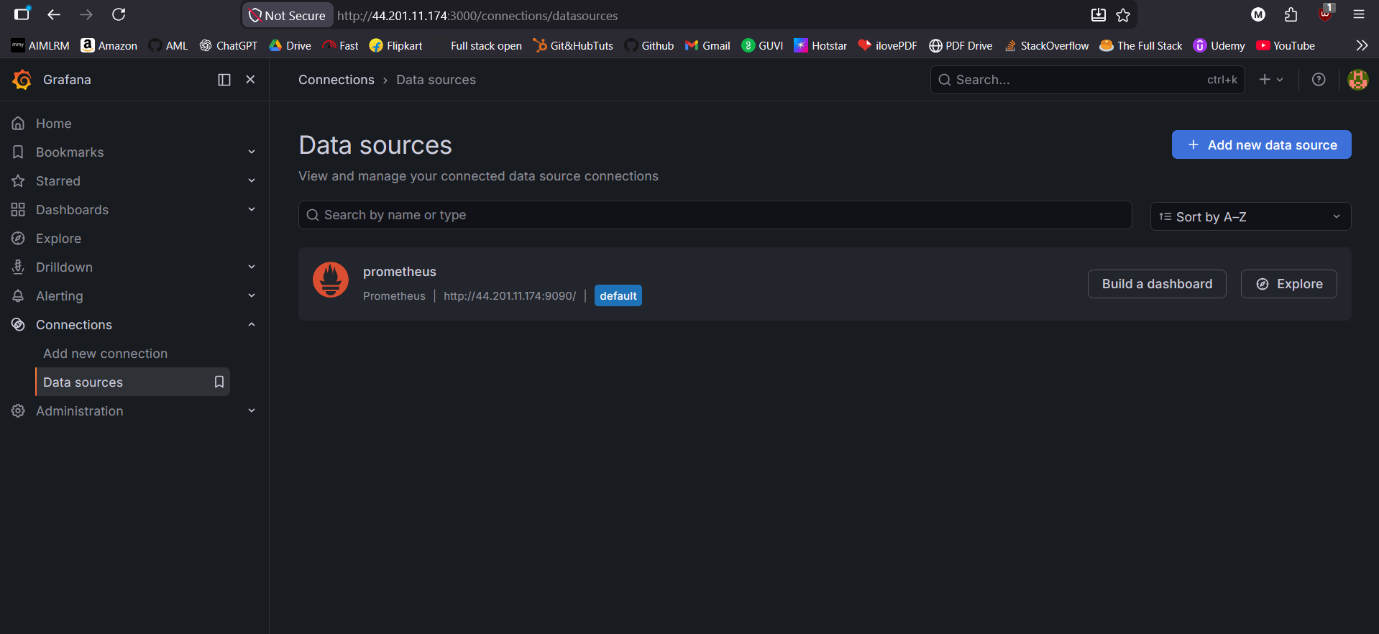 Not Secure http://44.201.11.174:3000/connections/datasources M 1
mny AIMLRM a Amazon AML ChatGPT Drive Fast Flipkart Full stack open Git&HubTuts Github Gmail GUVI Hotstar ilovePDF PDF Drive StackOverflow The Full Stack Udemy YouTube
Grafana Connections › Data sources Search... ctrl+k
Home
Bookmarks
Starred
Dashboards
Explore
Drilldown
Alerting
Connections
Add new connection
Data sources
Administration
Data sources
Add new data source
View and manage your connected data source connections
Search by name or type Sort by A–Z
prometheus
Prometheus | http://44.201.11.174:9090/ | default
Build a dashboard Explore